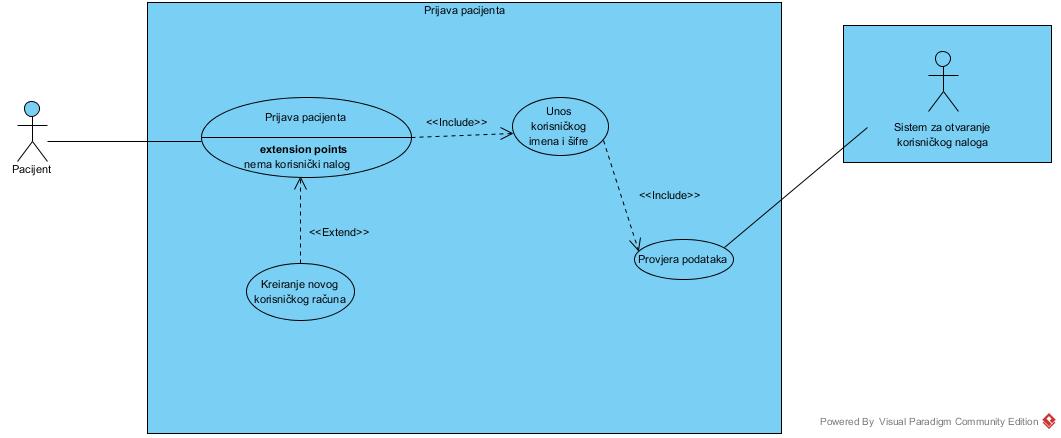 Prijava pacijenta
Pacijent
Prijava pacijenta
extension points
nema korisnički nalog
<<Include>>
Unos
korisničkog
imena i šifre
<<Include>>
<<Extend>>
Kreiranje novog
korisničkog računa
Provjera podataka
Sistem za otvaranje
korisničkog naloga
Powered By Visual Paradigm Community Edition